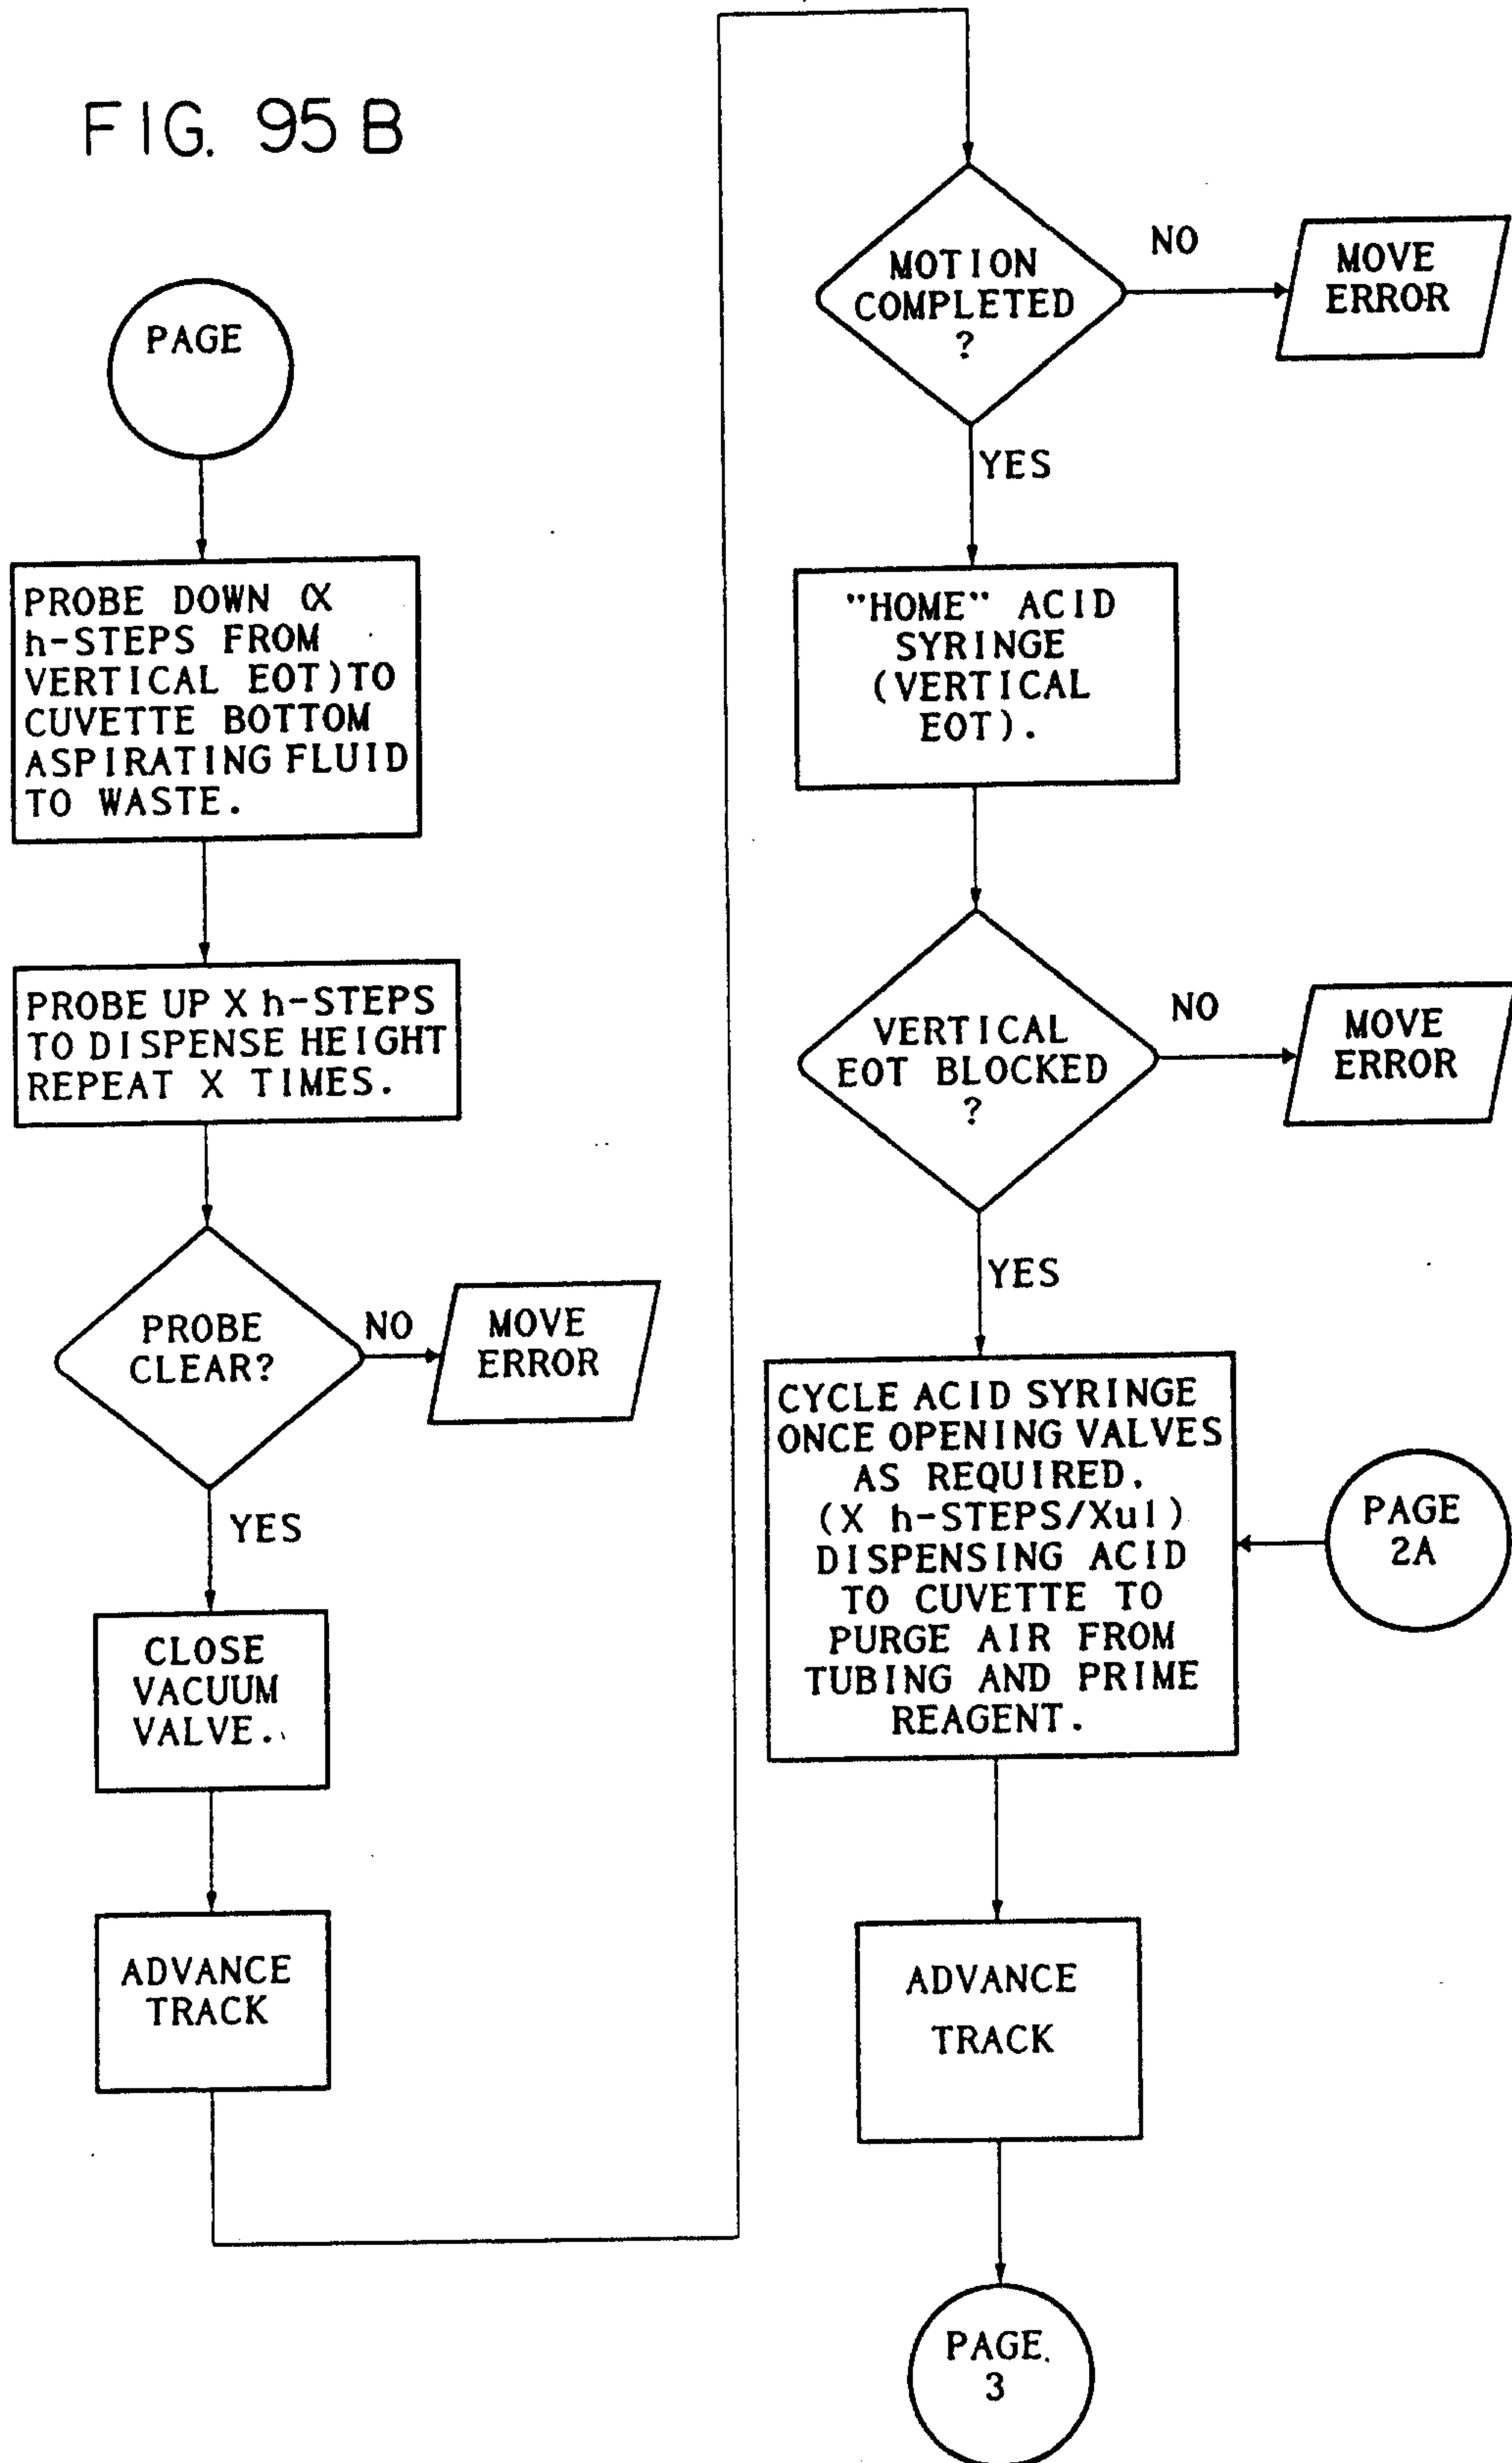 FIG. 95 B
PAGE
PROBE DOWN (X
h-STEPS FROM
VERTICAL EOT) TO
CUVETTE BOTTOM
ASPIRATING FLUID
TO WASTE.
PROBE UP X h-STEPS
TO DISPENSE HEIGHT
REPEAT X TIMES.
PROBE
CLEAR?
NO
MOVE
ERROR
YES
CLOSE
VACUUM
VALVE.
ADVANCE
TRACK
MOTION
COMPLETED
?
NO
MOVE
ERROR
YES
"HOME" ACID
SYRINGE
(VERTICAL
EOT).
VERTICAL
EOT BLOCKED
?
NO
MOVE
ERROR
YES
CYCLE ACID SYRINGE
ONCE OPENING VALVES
AS REQUIRED.
(X h-STEPS/Xul)
DISPENSING ACID
TO CUVETTE TO
PURGE AIR FROM
TUBING AND PRIME
REAGENT.
PAGE
2A
ADVANCE
TRACK
PAGE.
3